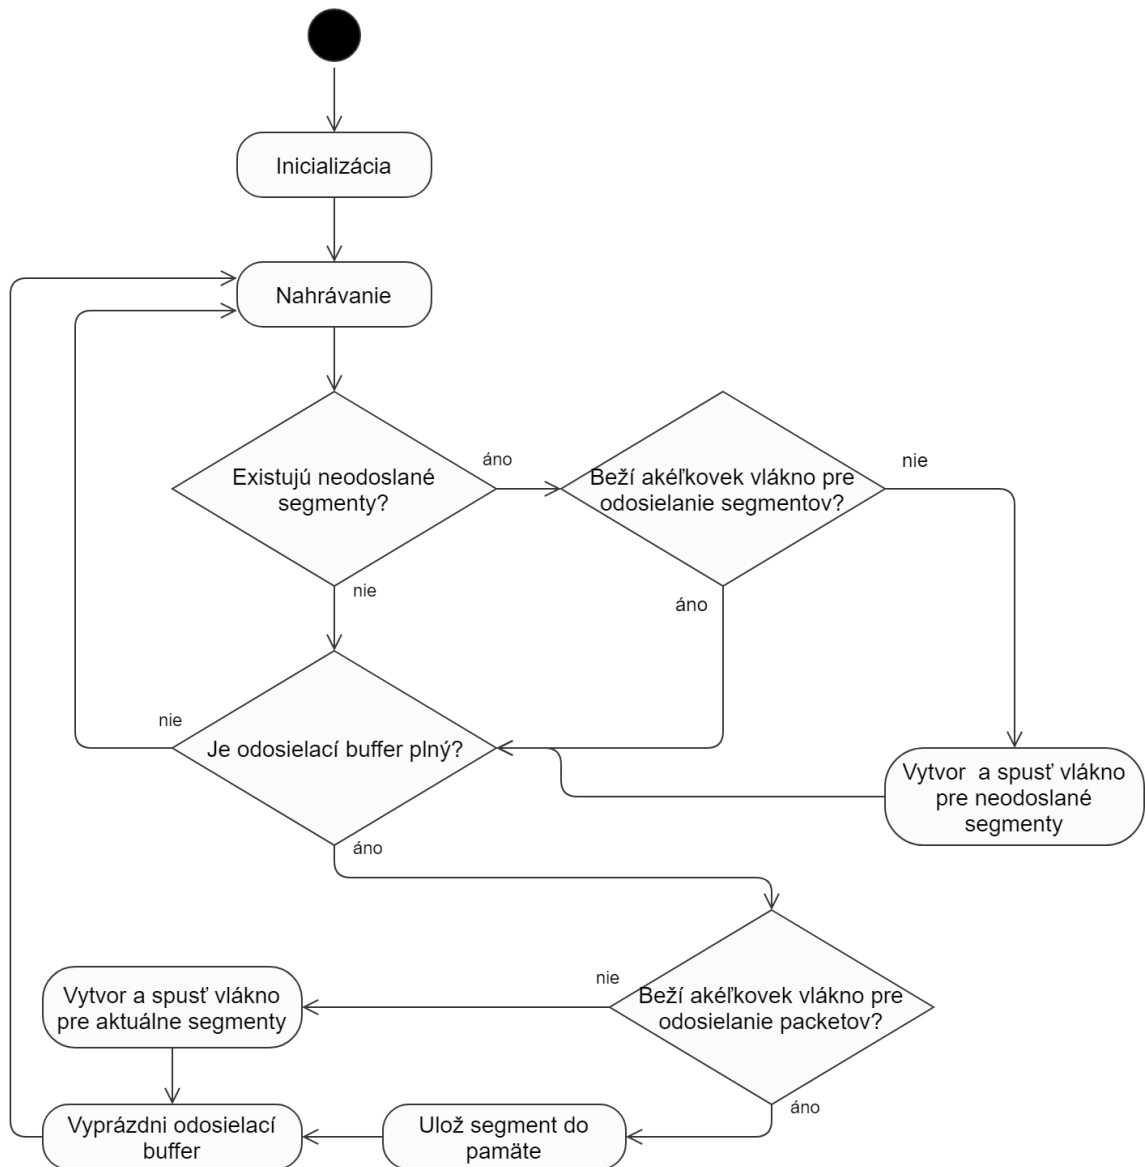 Inicializácia
Nahrávanie
Existujú neodoslané
segmenty?
áno
Beží akéľkovek vlákno pre
odosielanie segmentov?
nie
nie
áno
Je odosielací buffer plný?
nie
Vytvor  a spusť vlákno
pre neodoslané
segmenty
áno
Beží akéľkovek vlákno pre
odosielanie packetov?
nie
Vytvor a spusť vlákno
pre aktuálne segmenty
áno
Ulož segment do
pamäte
Vyprázdni odosielací
buffer